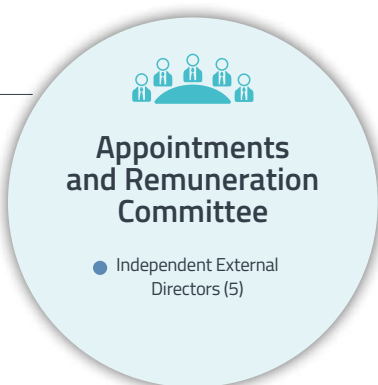 Appointments
and Remuneration
Committee
Independent External
Directors (5)